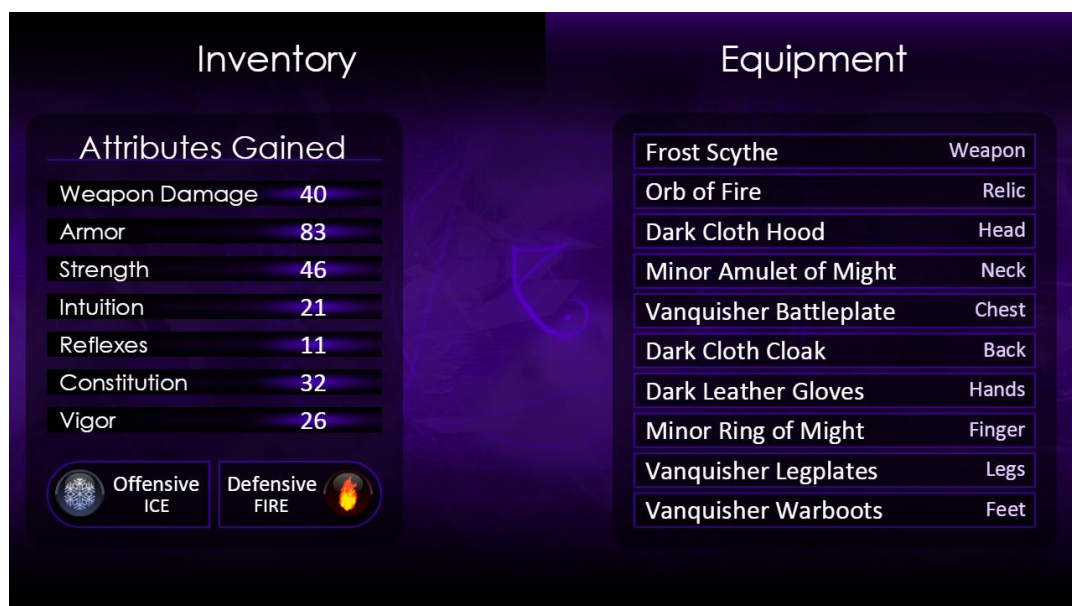 Inventory
Equipment
Attributes Gained
Weapon Damage 40
Armor 83
Strength 46
Intuition 21
Reflexes 11
Constitution 32
Vigor 26
Offensive
ICE
Defensive
FIRE
Frost Scythe Weapon
Orb of Fire Relic
Dark Cloth Hood Head
Minor Amulet of Might Neck
Vanquisher Battleplate Chest
Dark Cloth Cloak Back
Dark Leather Gloves Hands
Minor Ring of Might Finger
Vanquisher Legplates Legs
Vanquisher Warboots Feet